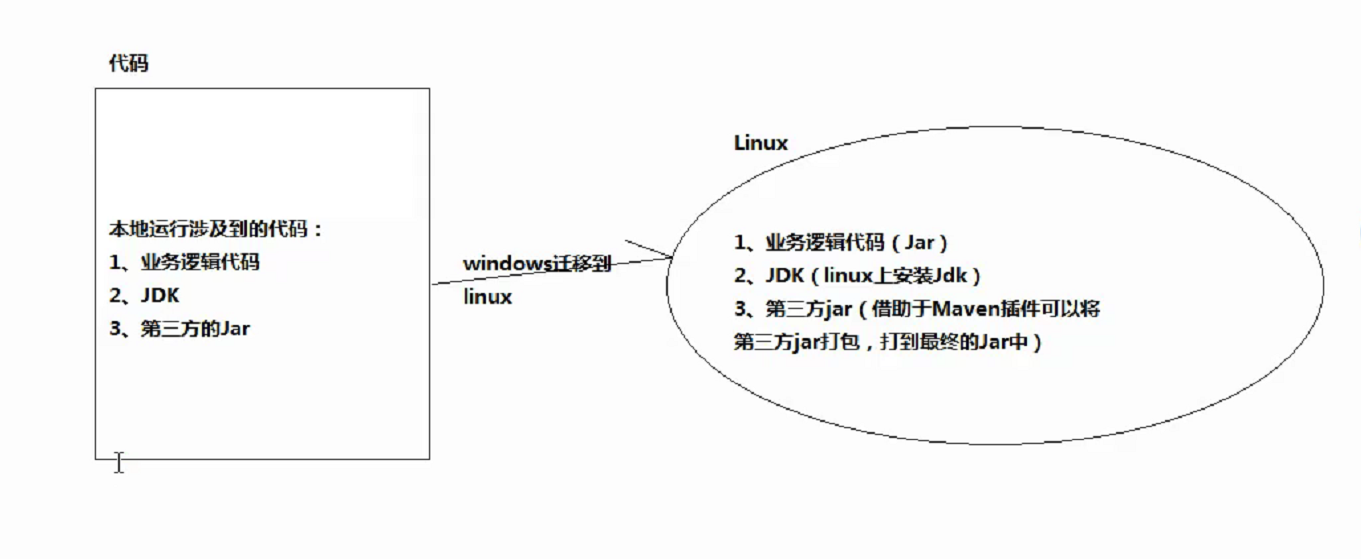 代码
本地运行涉及到的代码：
1、业务逻辑代码
2、JDK
3、第三方的Jar
windows迁移到
linux
Linux
1、业务逻辑代码（Jar）
2、JDK（linux上安装Jdk）
3、第三方jar（借助于Maven插件可以将
第三方jar打包，打到最终的Jar中）